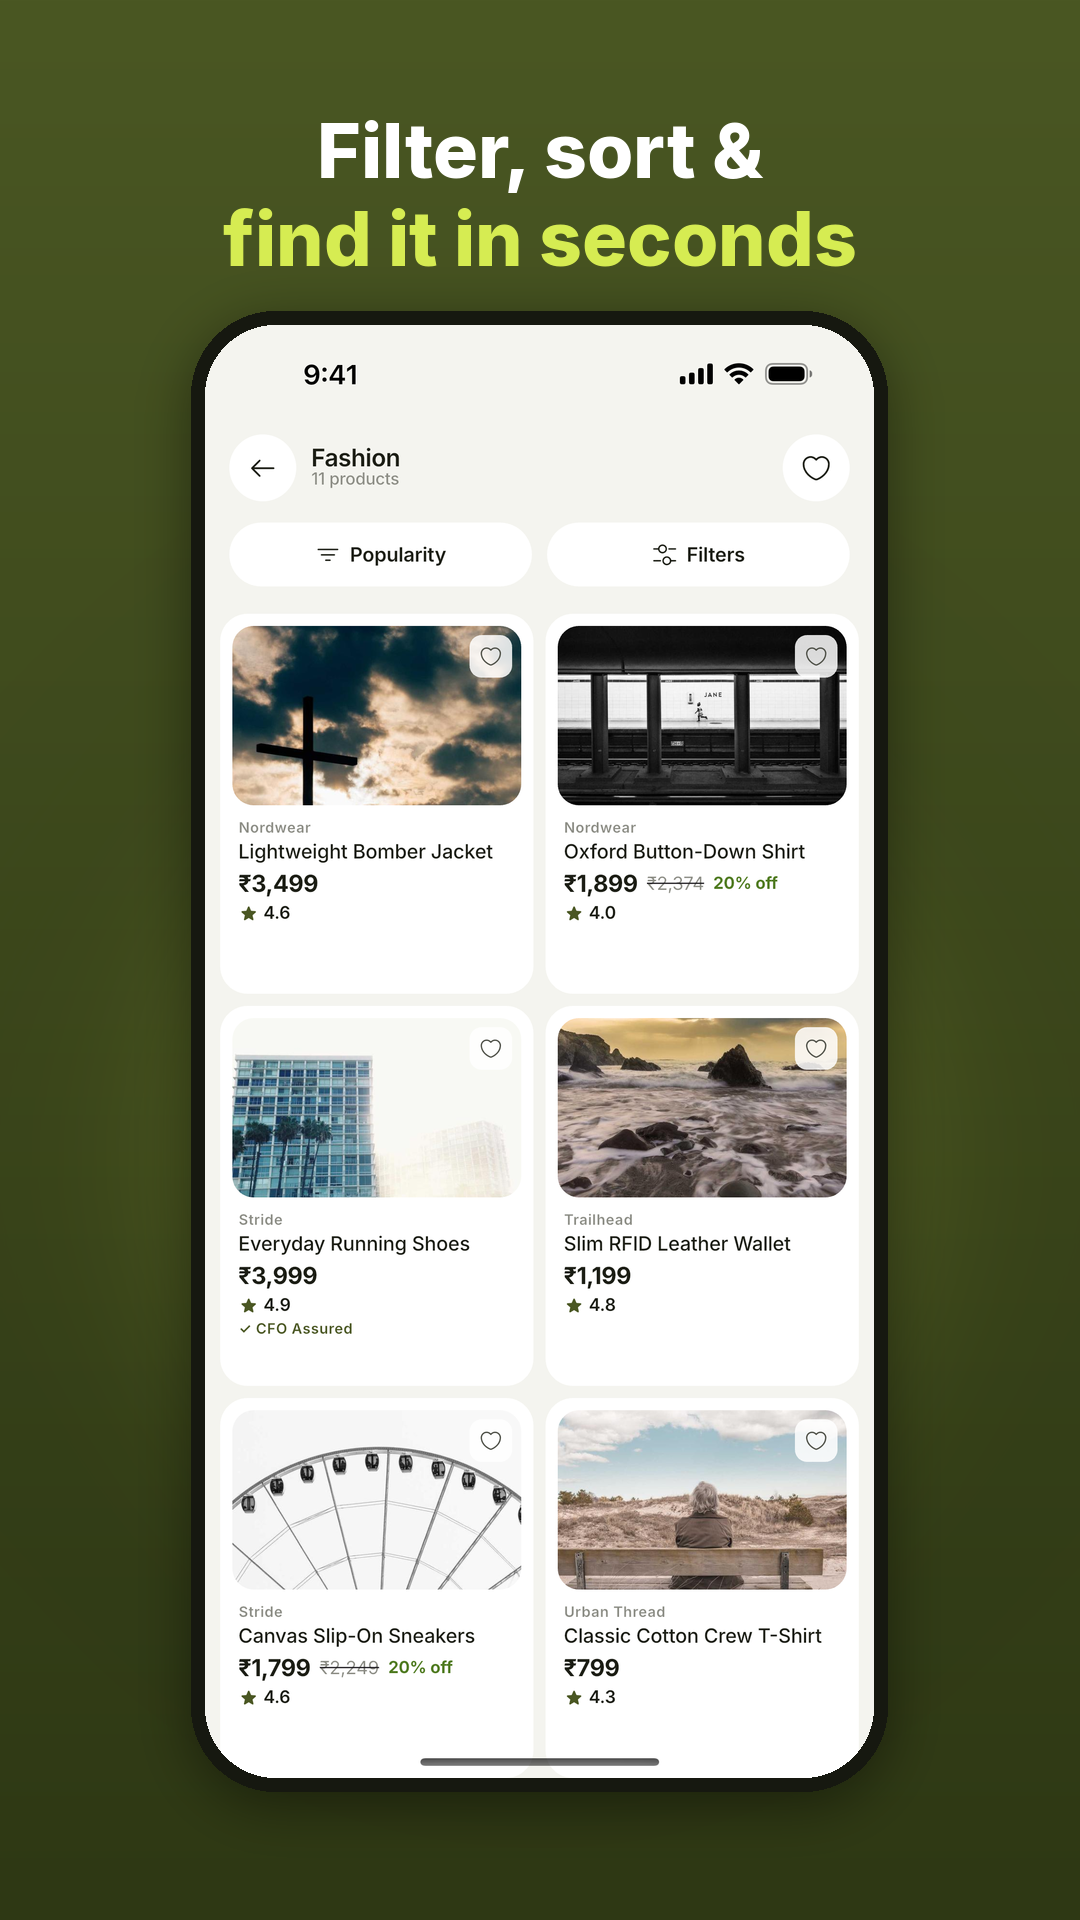 Filter, sort &
find it in seconds
9:41
Fashion
11 products
Popularity
Filters
JANE
Nordwear
Lightweight Bomber Jacket
₹3,499
4.6
Nordwear
Oxford Button-Down Shirt
₹1,899 ₹2,374 20% off
4.0
Stride
Everyday Running Shoes
₹3,999
4.9
✓ CFO Assured
Trailhead
Slim RFID Leather Wallet
₹1,199
4.8
Stride
Canvas Slip-On Sneakers
₹1,799 ₹2,249 20% off
4.6
Urban Thread
Classic Cotton Crew T-Shirt
₹799
4.3